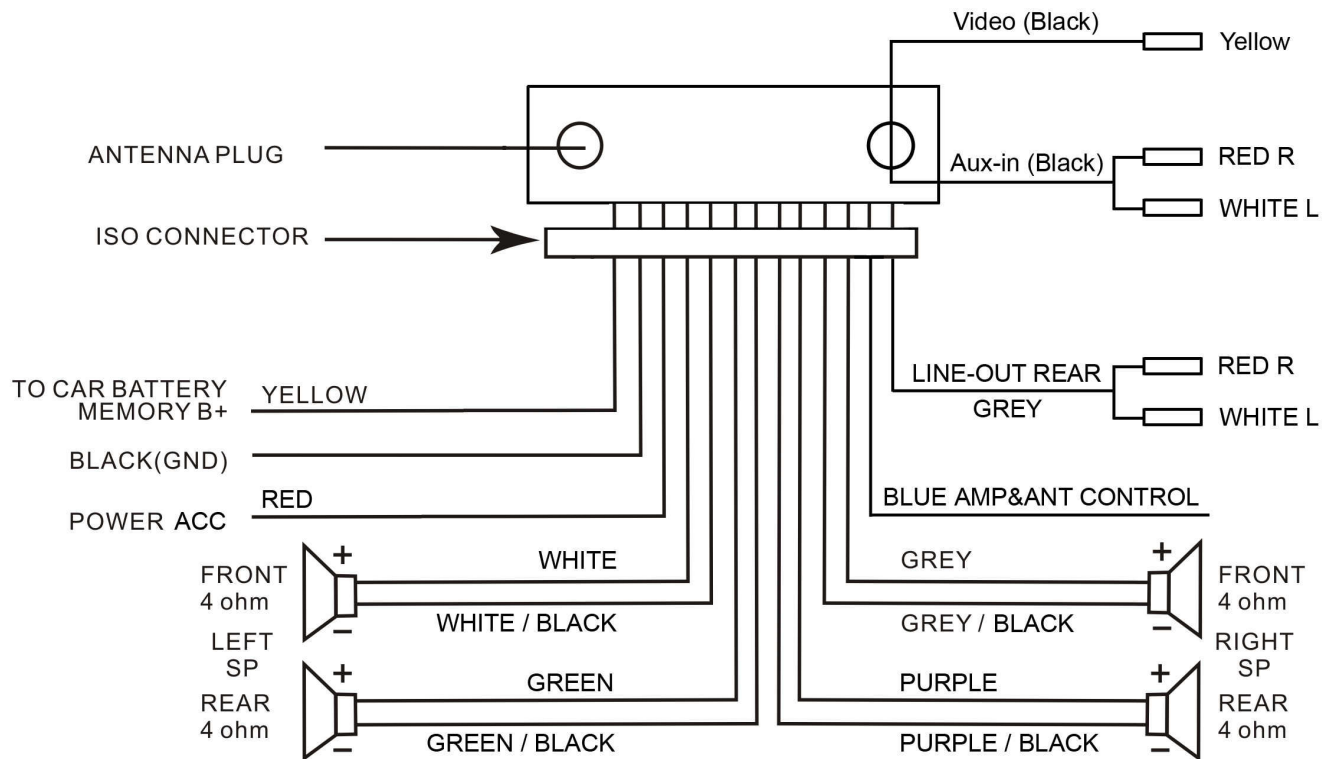 Video (Black)
Yellow
ANTENNA PLUG
Aux-in (Black)
RED R
WHITE L
ISO CONNECTOR
TO CAR BATTERY
MEMORY B+
YELLOW
LINE-OUT REAR
GREY
RED R
WHITE L
BLACK(GND)
RED
POWER ACC
BLUE AMP&ANT CONTROL
FRONT
4 ohm
+
−
WHITE
WHITE / BLACK
GREY
GREY / BLACK
+
−
FRONT
4 ohm
LEFT
SP
RIGHT
SP
REAR
4 ohm
+
−
GREEN
GREEN / BLACK
PURPLE
PURPLE / BLACK
+
−
REAR
4 ohm